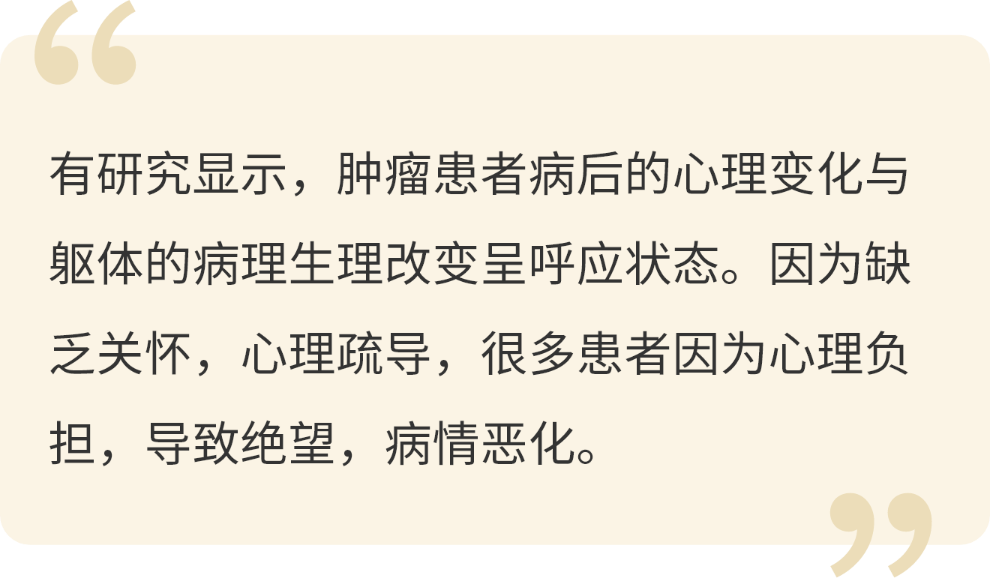 有研究显示，肿瘤患者病后的心理变化与
躯体的病理生理改变呈呼应状态。因为缺
乏关怀，心理疏导，很多患者因为心理负
担，导致绝望，病情恶化。